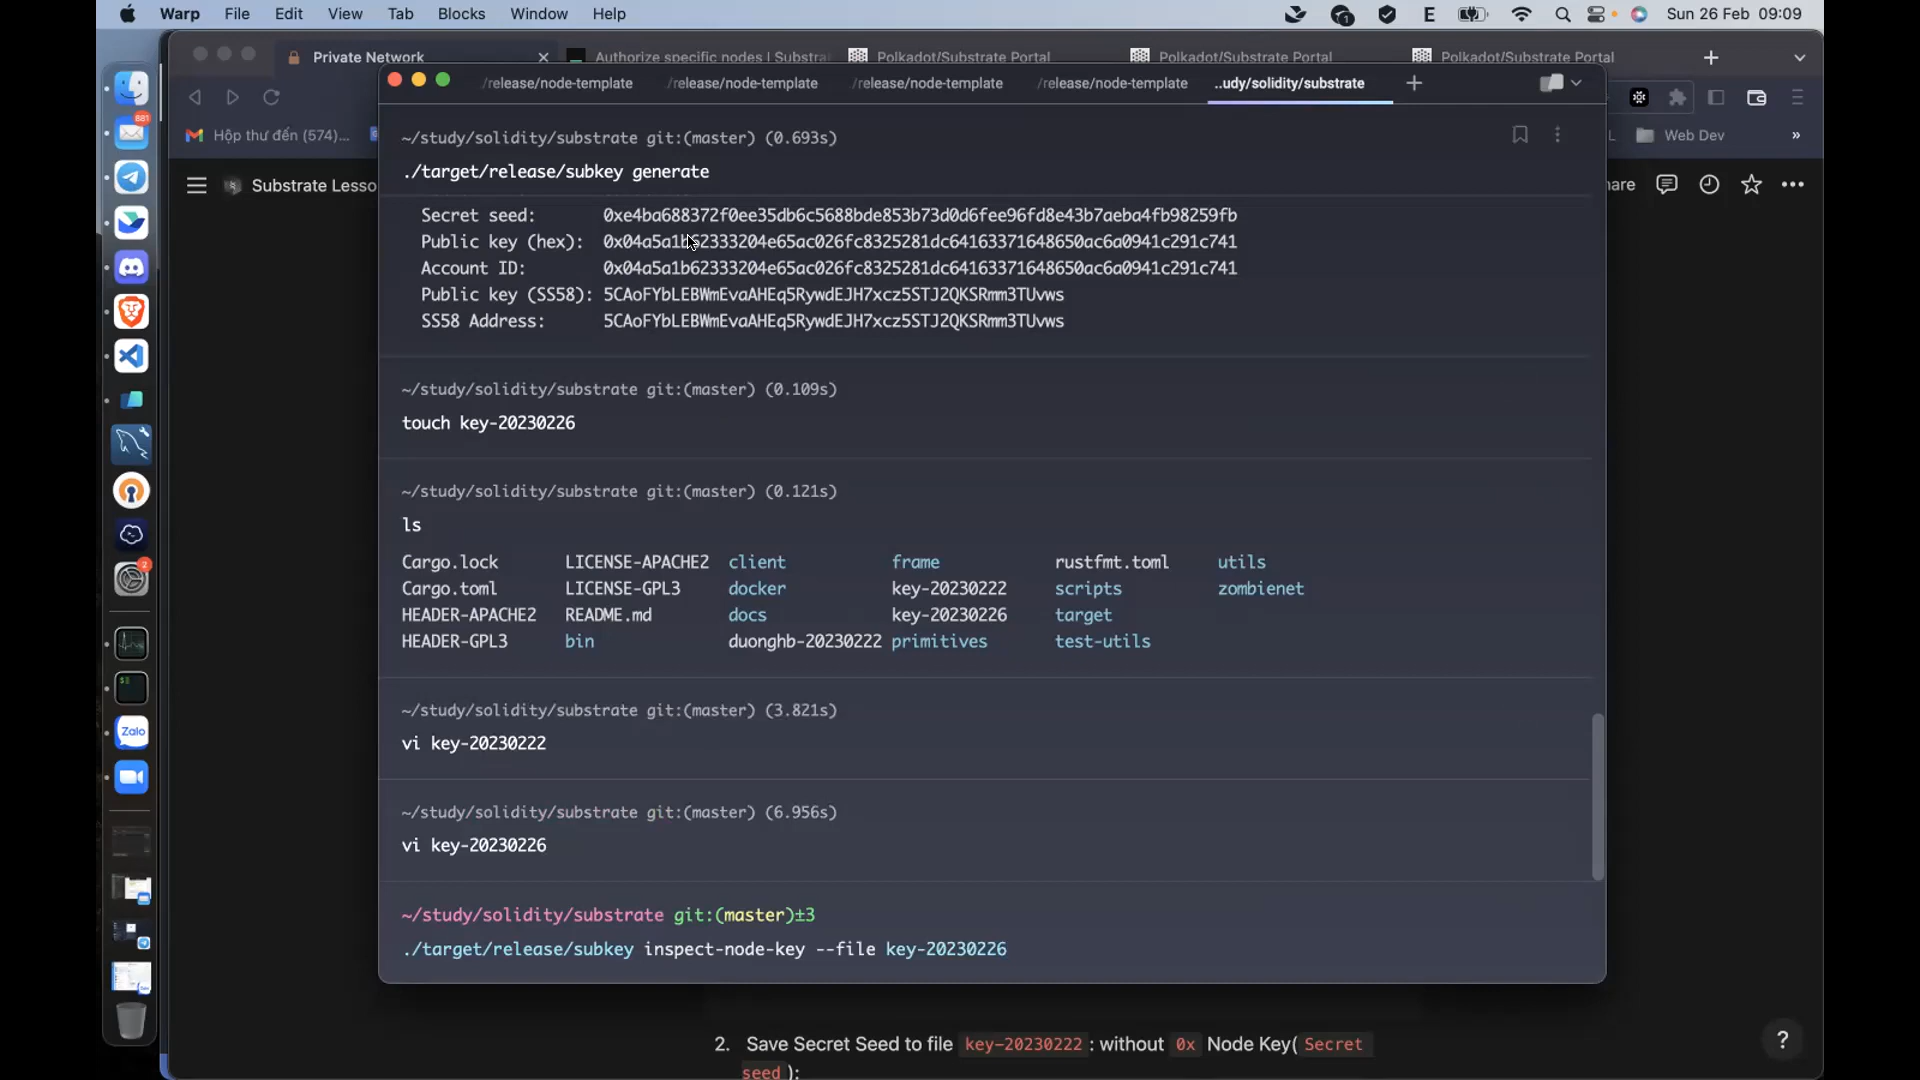 Warp File Edit View Tab Blocks Window Help
E Sun 26 Feb 09:09
Private Network Authorize specific nodes | Substra Polkadot/Substrate Portal Polkadot/Substrate Portal Polkadot/Substrate Portal
/release/node-template /release/node-template /release/node-template /release/node-template ..udy/solidity/substrate
Hộp thư đến (574)...
Web Dev
Substrate Lesso
hare
~/study/solidity/substrate git:(master) (0.693s)
./target/release/subkey generate
Secret seed: 0xe4ba688372f0ee35db6c5688bde853b73d0d6fee96fd8e43b7aeba4fb98259fb
Public key (hex): 0x04a5a1b62333204e65ac026fc8325281dc64163371648650ac6a0941c291c741
Account ID: 0x04a5a1b62333204e65ac026fc8325281dc64163371648650ac6a0941c291c741
Public key (SS58): 5CAoFYbLEBWmEvaAHEq5RywdEJH7xcz5STJ2QKSRmm3TUvws
SS58 Address: 5CAoFYbLEBWmEvaAHEq5RywdEJH7xcz5STJ2QKSRmm3TUvws
~/study/solidity/substrate git:(master) (0.109s)
touch key-20230226
~/study/solidity/substrate git:(master) (0.121s)
ls
Cargo.lock LICENSE-APACHE2 client frame rustfmt.toml utils
Cargo.toml LICENSE-GPL3 docker key-20230222 scripts zombienet
HEADER-APACHE2 README.md docs key-20230226 target
HEADER-GPL3 bin duonghb-20230222 primitives test-utils
~/study/solidity/substrate git:(master) (3.821s)
vi key-20230222
~/study/solidity/substrate git:(master) (6.956s)
vi key-20230226
~/study/solidity/substrate git:(master)±3
./target/release/subkey inspect-node-key --file key-20230226
2. Save Secret Seed to file key-20230222 : without 0x Node Key( Secret
seed ):
881
2
Zalo
?